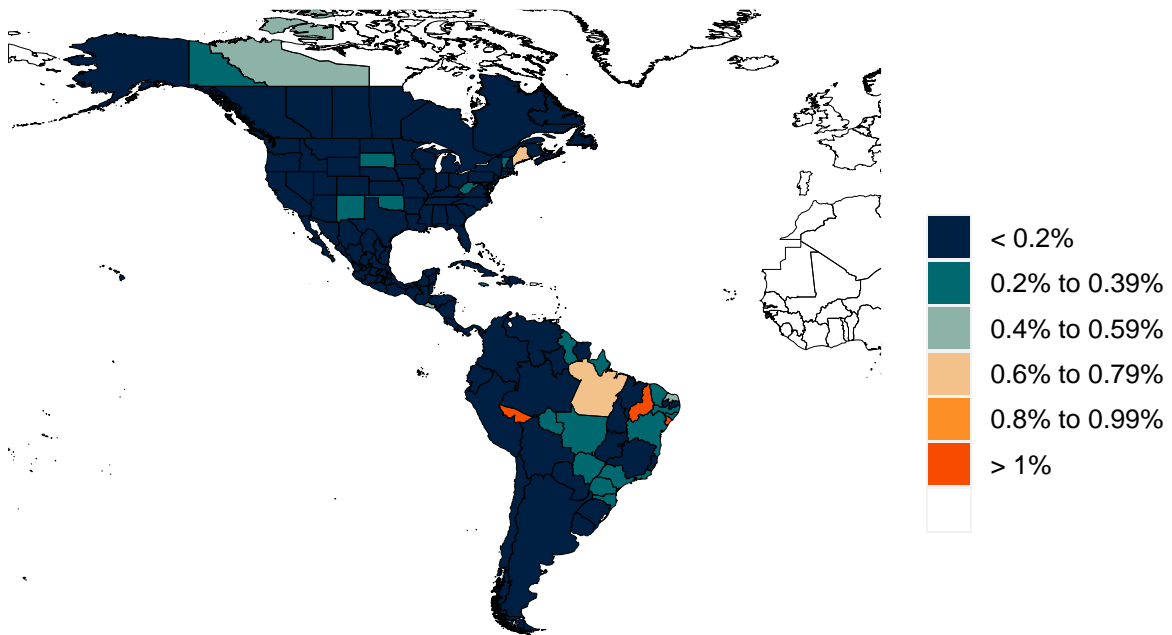 < 0.2%
0.2% to 0.39%
0.4% to 0.59%
0.6% to 0.79%
0.8% to 0.99%
> 1%